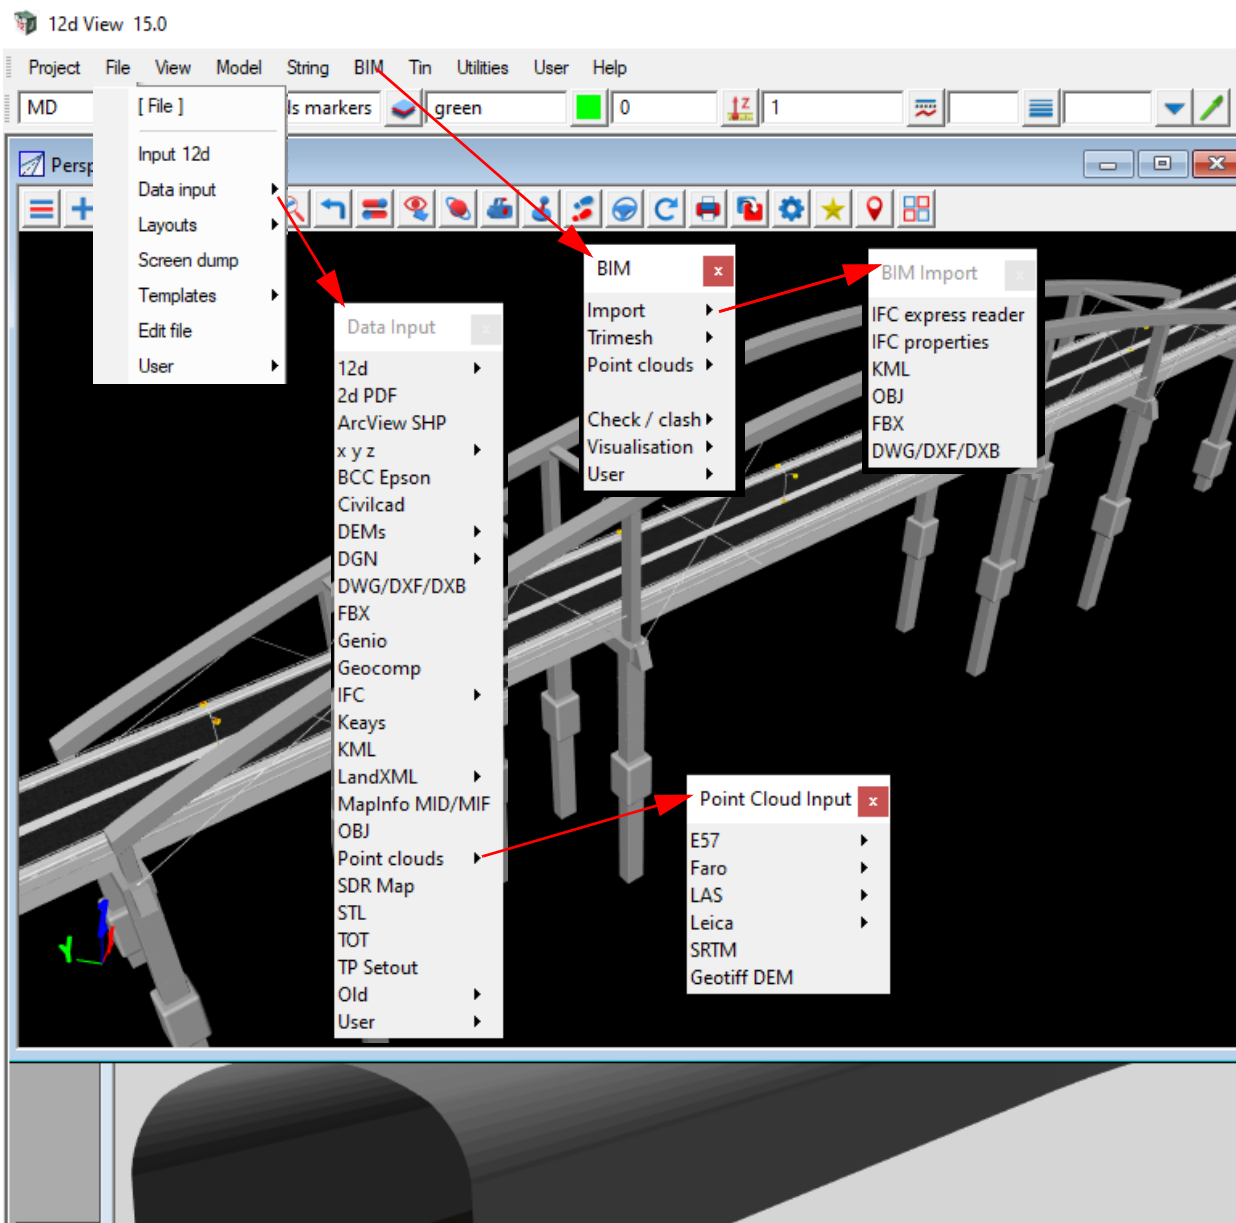 12d View 15.0
Project File View Model String BIM Tin Utilities User Help
MD ls markers green 0 1
[ File ]
Input 12d
Data input
Layouts
Screen dump
Templates
Edit file
User
Persp
Data Input
12d
2d PDF
ArcView SHP
x y z
BCC Epson
Civilcad
DEMs
DGN
DWG/DXF/DXB
FBX
Genio
Geocomp
IFC
Keays
KML
LandXML
MapInfo MID/MIF
OBJ
Point clouds
SDR Map
STL
TOT
TP Setout
Old
User
BIM x
Import
Trimesh
Point clouds
Check / clash
Visualisation
User
BIM Import
IFC express reader
IFC properties
KML
OBJ
FBX
DWG/DXF/DXB
Point Cloud Input x
E57
Faro
LAS
Leica
SRTM
Geotiff DEM
Y